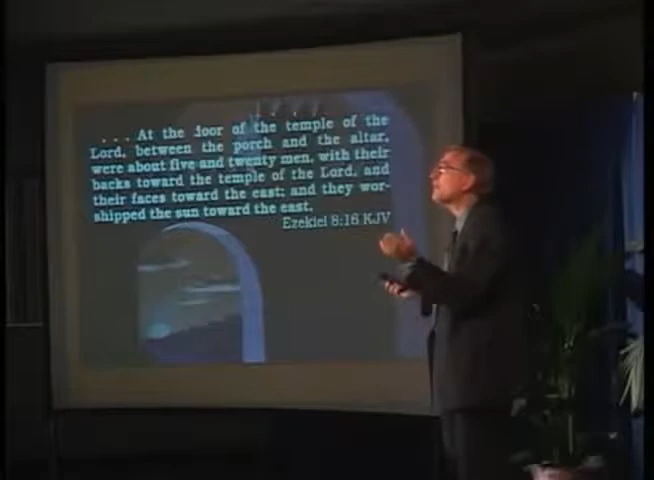 . . . At the door of the temple of the
Lord, between the porch and the altar,
were about five and twenty men, with their
backs toward the temple of the Lord, and
their faces toward the east; and they wor-
shipped the sun toward the east.
Ezekiel 8:16 KJV